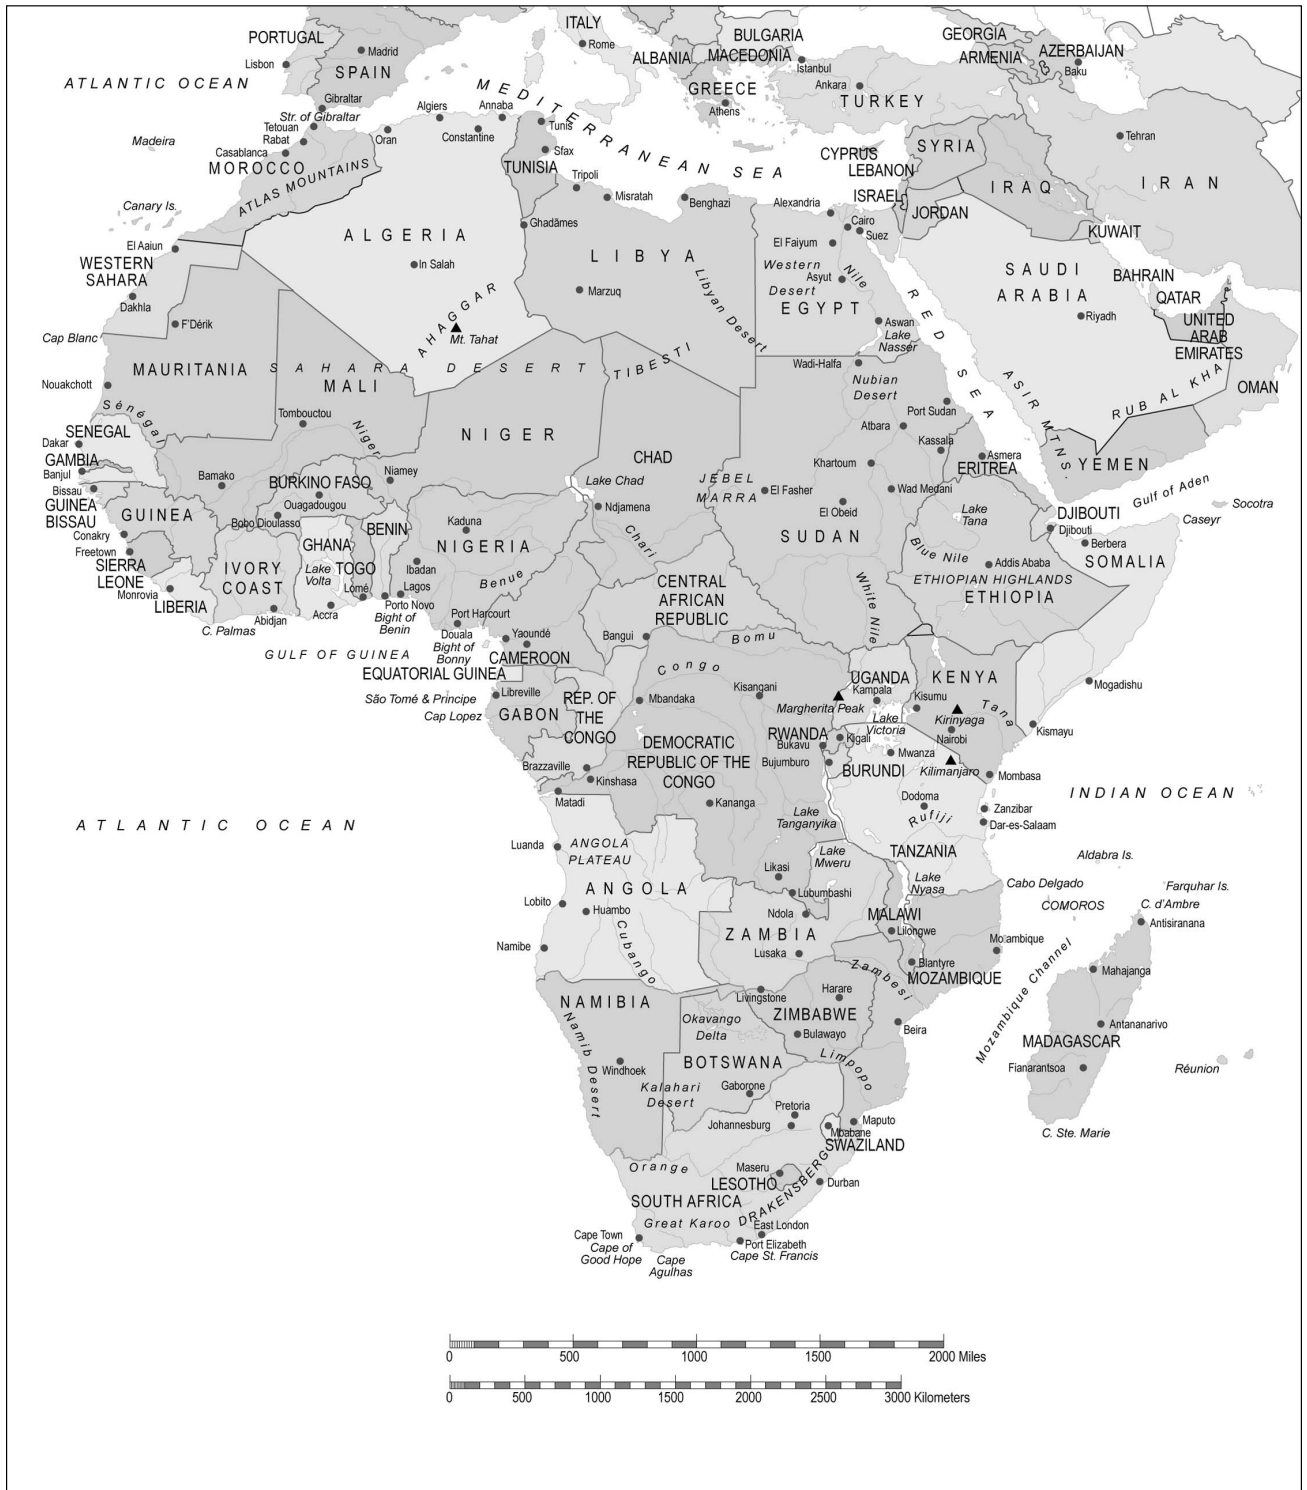 ITALY
PORTUGAL
BULGARIA
GEORGIA
Madrid
Rome
ALBANIA
MACEDONIA
ARMENIA
AZERBAIJAN
Lisbon
SPAIN
Istanbul
Baku
ATLANTIC OCEAN
MEDITERRANEAN SEA
GREECE
Ankara
TURKEY
Gibraltar
Algiers
Annaba
Athens
Str. of Gibraltar
Tetouan
Tunis
Rabat
Oran
Constantine
Tehran
Madeira
Casablanca
Sfax
CYPRUS
SYRIA
MOROCCO
TUNISIA
LEBANON
ATLAS MOUNTAINS
Tripoli
IRAQ
IRAN
Misratah
Benghazi
Alexandria
ISRAEL
Canary Is.
JORDAN
Ghadāmes
Cairo
Suez
KUWAIT
El Aaiun
ALGERIA
El Faiyum
LIBYA
WESTERN
SAHARA
In Salah
Western
Desert
Nile
Asyut
SAUDI
ARABIA
BAHRAIN
QATAR
Dakhla
Marzuq
Libyan Desert
EGYPT
RED SEA
Riyadh
UNITED
ARAB
EMIRATES
F'Dérik
AHAGGAR
Mt. Tahat
Aswan
Lake
Nasser
Cap Blanc
TIBESTI
Wadi-Halfa
MAURITANIA
SAHARA DESERT
MALI
Nubian
Desert
ASIR MTNS
RUB AL KHA
OMAN
Nouakchott
Sénégal
Port Sudan
Tombouctou
Niger
NIGER
Atbara
SENEGAL
Dakar
Kassala
CHAD
Asmera
ERITREA
YEMEN
GAMBIA
Banjul
Khartoum
Bamako
BURKINO FASO
Niamey
Lake Chad
JEBEL
MARRA
El Fasher
Wad Medani
Bissau
GUINEA
BISSAU
Ouagadougou
Ndjamena
El Obeid
Lake
Tana
Gulf of Aden
Socotra
GUINEA
Bobo Dioulasso
BENIN
Kaduna
DJIBOUTI
Djibouti
Caseyr
Conakry
Freetown
GHANA
NIGERIA
Chari
SUDAN
Blue Nile
Berbera
SIERRA
LEONE
IVORY
COAST
Lake
Volta
TOGO
Ibadan
Addis Ababa
SOMALIA
Monrovia
LIBERIA
Lomé
Lagos
Benue
CENTRAL
AFRICAN
REPUBLIC
ETHIOPIAN HIGHLANDS
ETHIOPIA
White Nile
Abidjan
Accra
Porto Novo
Bight of
Benin
Port Harcourt
C. Palmas
Douala
Bight of
Bonny
Yaoundé
Bangui
Bomu
GULF OF GUINEA
CAMEROON
EQUATORIAL GUINEA
Congo
UGANDA
KENYA
Kisangani
Kampala
Mogadishu
São Tomé & Principe
Libreville
Mbandaka
Margherita Peak
Kisumu
Tana
Cap Lopez
GABON
REP. OF
THE
CONGO
Lake
Victoria
Kirinyaga
Nairobi
Kismayu
DEMOCRATIC
REPUBLIC OF THE
CONGO
RWANDA
Bukavu
Kigali
Mwanza
Brazzaville
Bujumburo
BURUNDI
Kilimanjaro
Mombasa
Kinshasa
Matadi
Kananga
Lake
Tanganyika
Dodoma
Rufiji
Zanzibar
Dar-es-Salaam
INDIAN OCEAN
ATLANTIC OCEAN
Luanda
ANGOLA
PLATEAU
Lake
Mweru
TANZANIA
Aldabra Is.
Likasi
Lake
Nyasa
Cabo Delgado
Farquhar Is.
ANGOLA
Lubumbashi
COMOROS
C. d'Ambre
Lobito
Huambo
Ndola
MALAWI
Antisiranana
Cubango
ZAMBIA
Lilongwe
Namibe
Lusaka
Mozambique
Blantyre
MOZAMBIQUE
Mozambique Channel
Mahajanga
NAMIBIA
Zambesi
Livingstone
Harare
Okavango
Delta
ZIMBABWE
Bulawayo
Beira
Antananarivo
MADAGASCAR
Namib Desert
Windhoek
BOTSWANA
Limpopo
Fianarantsoa
Réunion
Kalahari
Desert
Gaborone
Pretoria
Johannesburg
Maputo
Mbabane
SWAZILAND
C. Ste. Marie
Orange
Maseru
LESOTHO
Durban
SOUTH AFRICA
DRAKENSBERG
Great Karoo
East London
Cape Town
Cape of
Good Hope
Port Elizabeth
Cape St. Francis
Cape
Agulhas
0 500 1000 1500 2000 Miles
0 500 1000 1500 2000 2500 3000 Kilometers